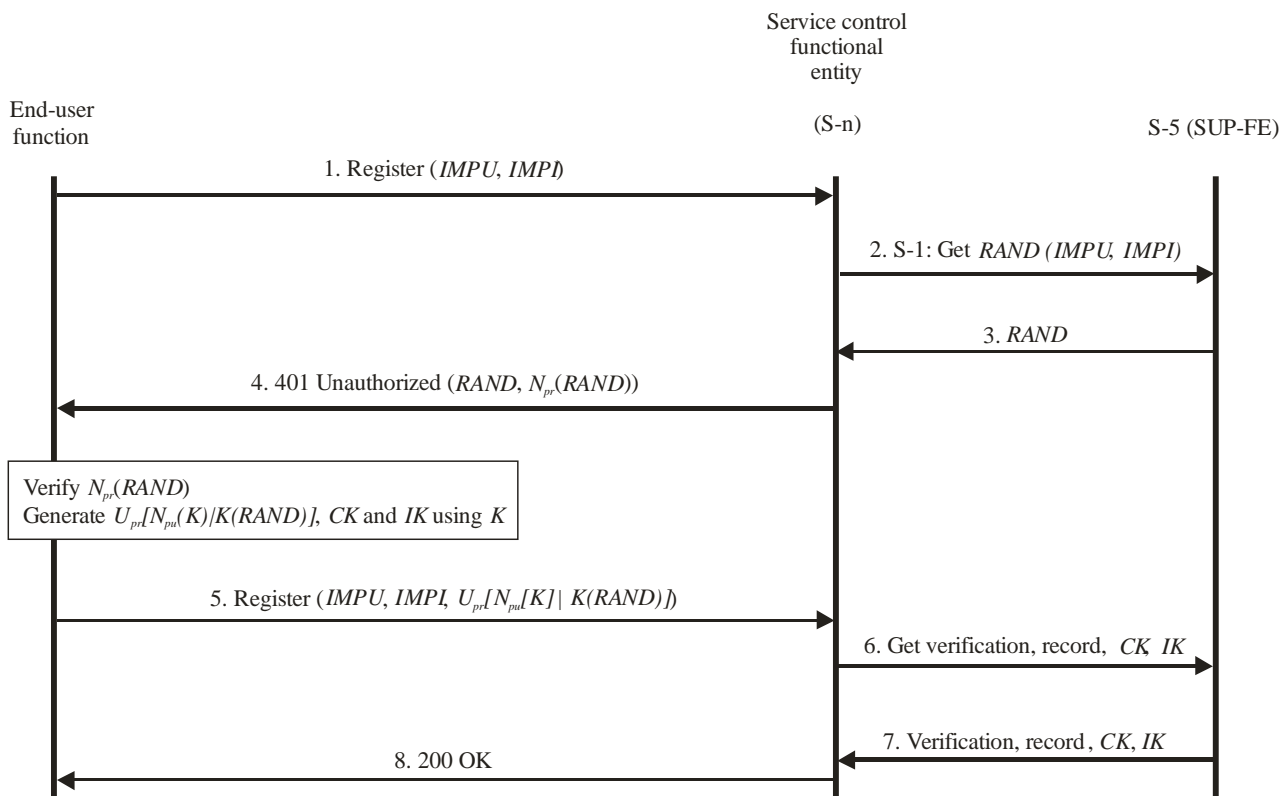 Service control
functional
entity
(S-n)
End-user
function
S-5 (SUP-FE)
1. Register (IMPU, IMPI)
2. S-1: Get RAND (IMPU, IMPI)
3. RAND
4. 401 Unauthorized (RAND, Npr(RAND))
Verify Npr(RAND)
Generate Upr[Npu(K)/K(RAND)], CK and IK using K
5. Register (IMPU, IMPI, Upr[Npu[K] | K(RAND)])
6. Get verification, record, CK, IK
7. Verification, record, CK, IK
8. 200 OK